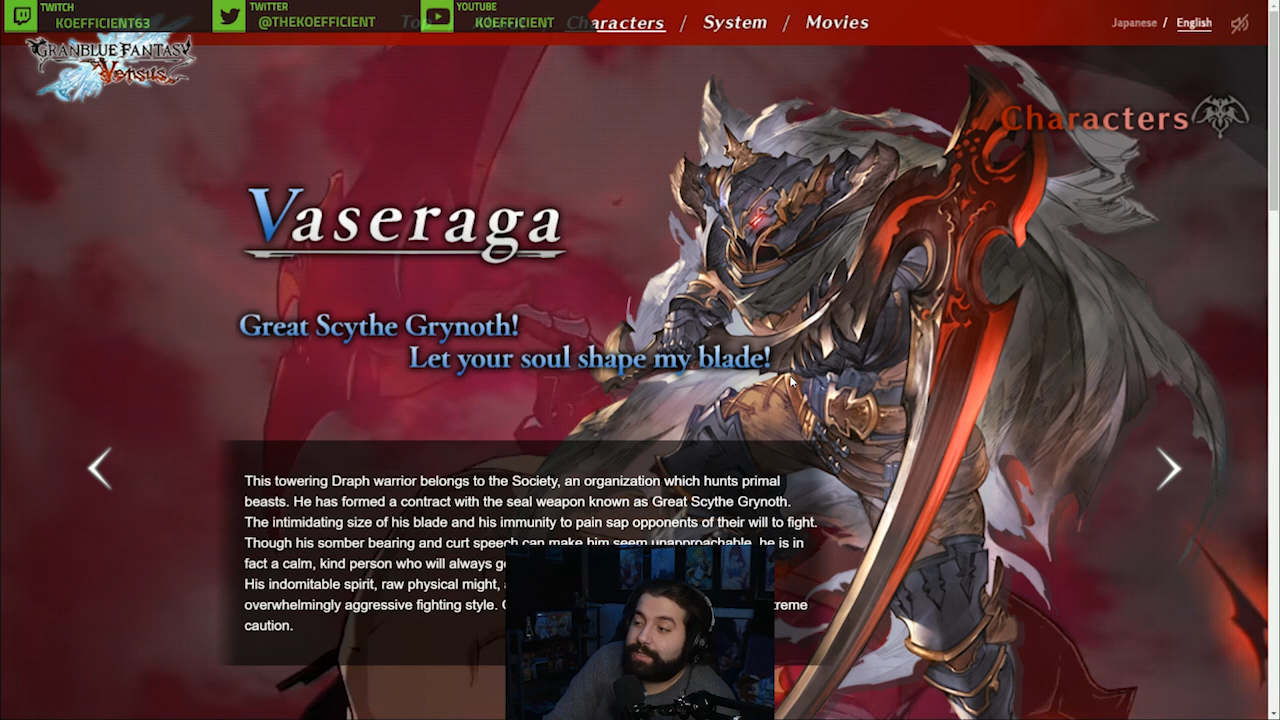 TWITCH
KOEFFICIENT63
TWITTER
@THEKOEFFICIENT
YOUTUBE
KOEFFICIENT
Top / Characters / System / Movies
Japanese / English
GRANBLUE FANTASY
Versus
Characters
Vaseraga
Great Scythe Grynoth!
Let your soul shape my blade!
This towering Draph warrior belongs to the Society, an organization which hunts primal
beasts. He has formed a contract with the seal weapon known as Great Scythe Grynoth.
The intimidating size of his blade and his immunity to pain sap opponents of their will to fight.
Though his somber bearing and curt speech can make him seem unapproachable, he is in
fact a calm, kind person who will always
His indomitable spirit, raw physical might,
overwhelmingly aggressive fighting style.
caution.